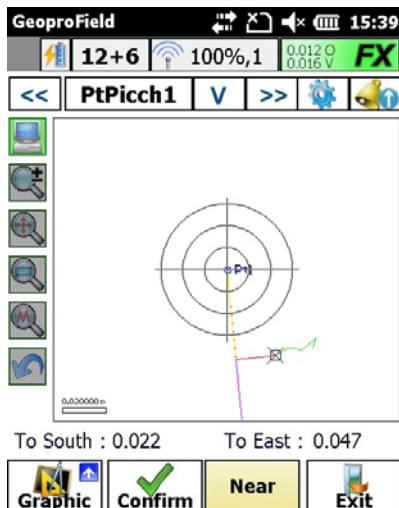 GeoproField 15:39
12+6 100%,1 0.012 O FX
0.016 V
<< PtPicch1 V >>
Pt1
0.020000 m
To South : 0.022 To East : 0.047
Graphic Confirm Near Exit